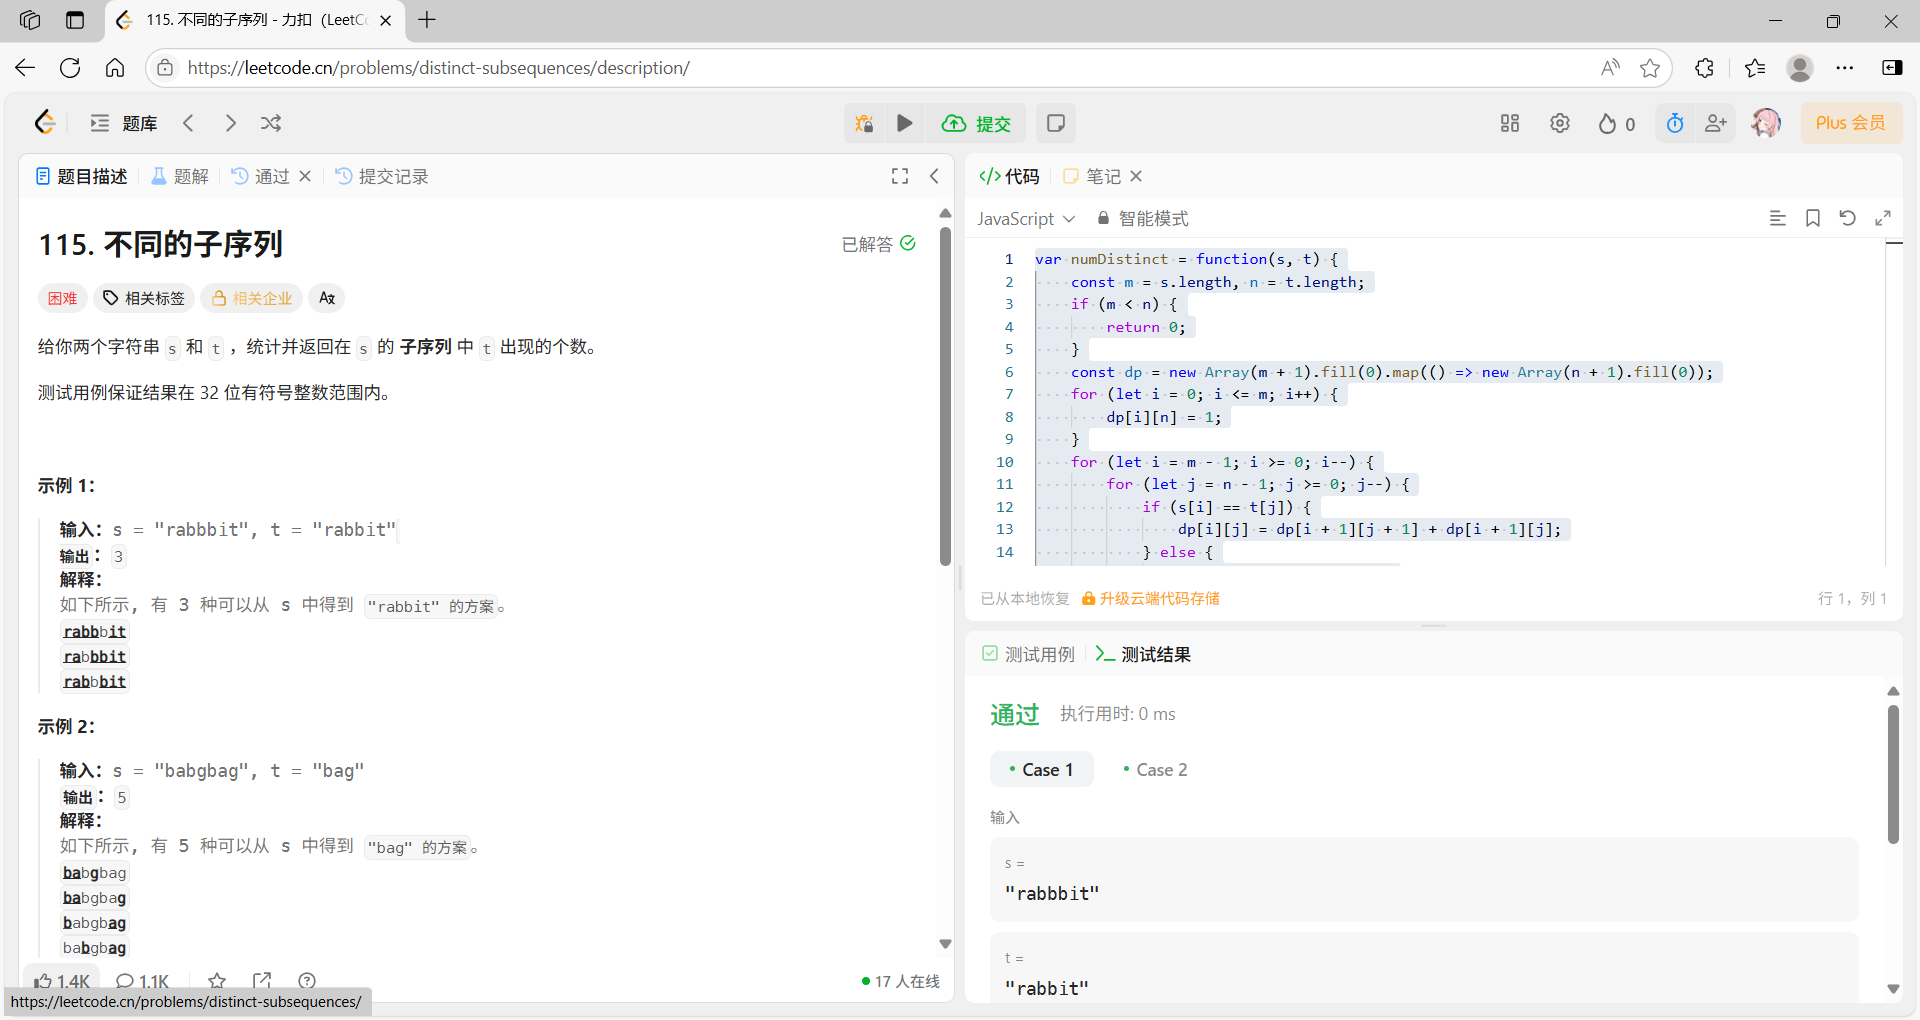 115. 不同的子序列 - 力扣（LeetC
https://leetcode.cn/problems/distinct-subsequences/description/
题库
提交
0
Plus 会员
题目描述
题解
通过
提交记录
115. 不同的子序列
已解答
困难
相关标签
相关企业
给你两个字符串 s 和 t ，统计并返回在 s 的 子序列 中 t 出现的个数。
测试用例保证结果在 32 位有符号整数范围内。
示例 1：
输入：s = "rabbbit", t = "rabbit"
输出：3
解释：
如下所示, 有 3 种可以从 s 中得到 "rabbit" 的方案。
rabbbit
rabbbit
rabbbit
示例 2：
输入：s = "babgbag", t = "bag"
输出：5
解释：
如下所示, 有 5 种可以从 s 中得到 "bag" 的方案。
babgbag
babgbag
babgbag
babgbag
1.4K
1.1K
17 人在线
https://leetcode.cn/problems/distinct-subsequences/
代码
笔记
JavaScript
智能模式
1 var numDistinct = function(s, t) {
2 const m = s.length, n = t.length;
3 if (m < n) {
4 return 0;
5 }
6 const dp = new Array(m + 1).fill(0).map(() => new Array(n + 1).fill(0));
7 for (let i = 0; i <= m; i++) {
8 dp[i][n] = 1;
9 }
10 for (let i = m - 1; i >= 0; i--) {
11 for (let j = n - 1; j >= 0; j--) {
12 if (s[i] == t[j]) {
13 dp[i][j] = dp[i + 1][j + 1] + dp[i + 1][j];
14 } else {
已从本地恢复
升级云端代码存储
行 1，列 1
测试用例
测试结果
通过
执行用时: 0 ms
Case 1
Case 2
输入
s =
"rabbbit"
t =
"rabbit"